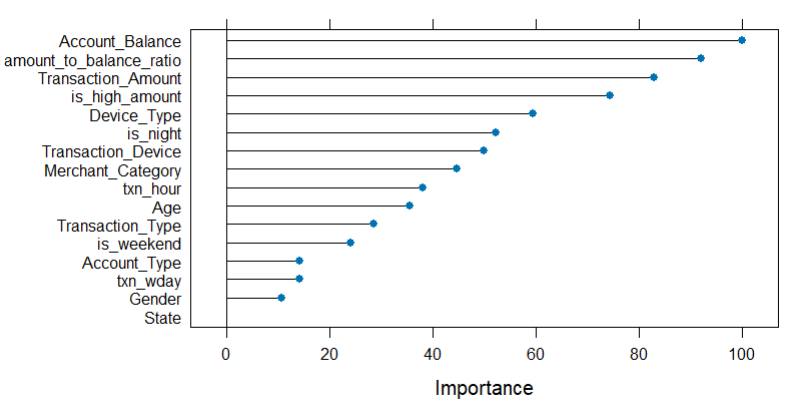 Account_Balance
amount_to_balance_ratio
Transaction_Amount
is_high_amount
Device_Type
is_night
Transaction_Device
Merchant_Category
txn_hour
Age
Transaction_Type
is_weekend
Account_Type
txn_wday
Gender
State
0 20 40 60 80 100
Importance